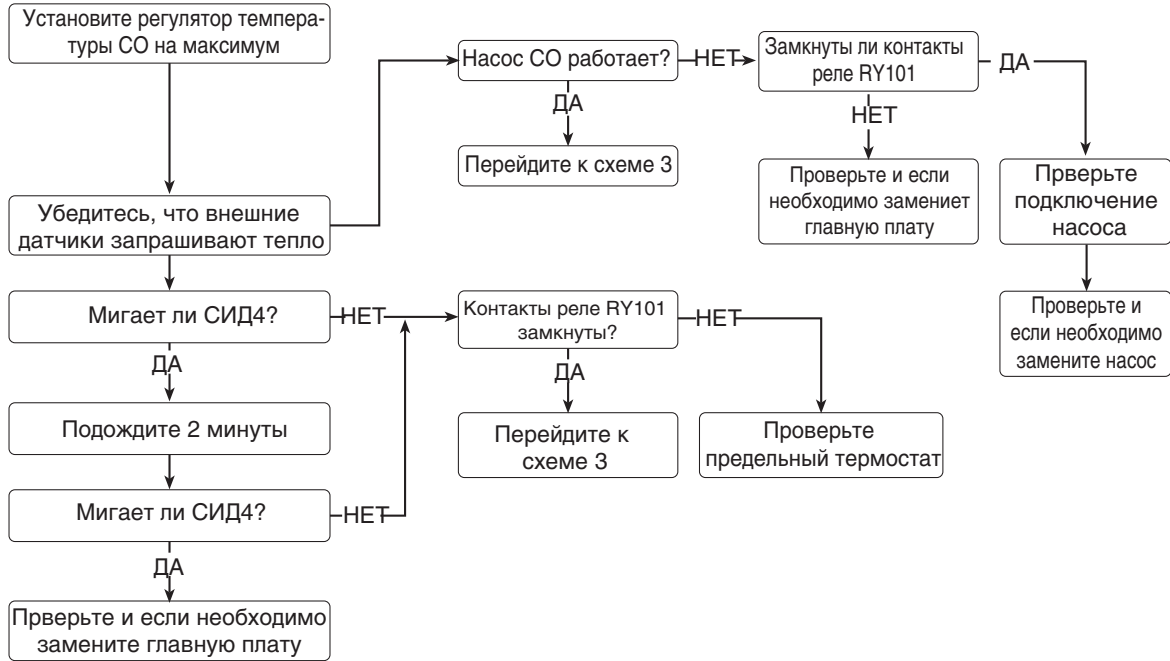 Установите регулятор темпера-
туры СО на максимум
Насос СО работает?
НЕТ
Замкнуты ли контакты
реле RY101
ДА
ДА
НЕТ
Перейдите к схеме 3
Проверьте и если
необходимо замениет
главную плату
Прверьте
подключение
насоса
Убедитесь, что внешние
датчики запрашивают тепло
Мигает ли СИД4?
НЕТ
Контакты реле RY101
замкнуты?
НЕТ
Проверьте и
если необходимо
замените насос
ДА
ДА
Подождите 2 минуты
Перейдите к
схеме 3
Проверьте
предельный термостат
Мигает ли СИД4?
НЕТ
ДА
Прверьте и если необходимо
замените главную плату